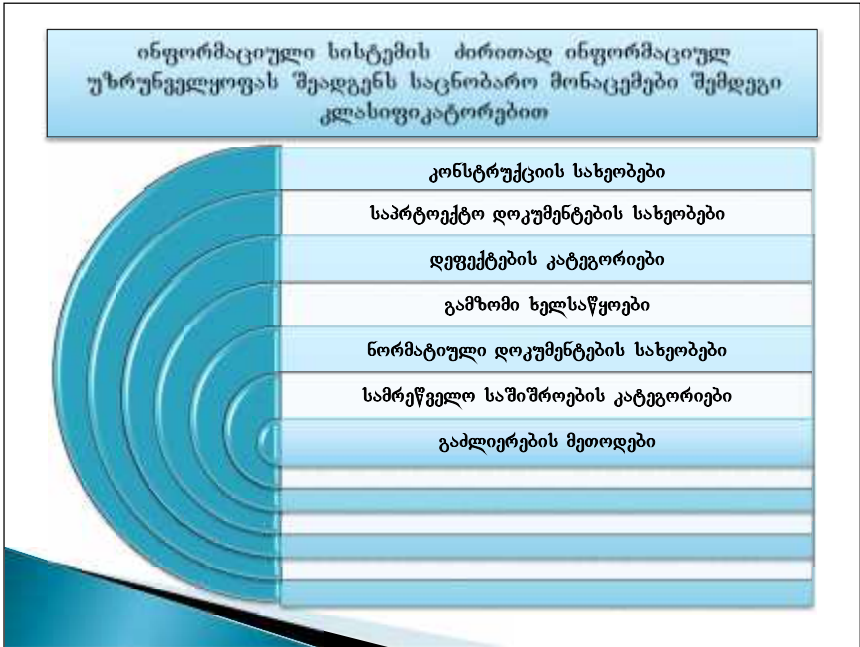 ინფორმაციული სისტემის ძირითად ინფორმაციულ
უზრუნველყოფას შეადგენს საცნობარო მონაცემები შემდეგი
კლასიფიკატორებით
კონსტრუქციის სახეობები
საპრტოექტო დოკუმენტების სახეობები
დეფექტების კატეგორიები
გამზომი ხელსაწყოები
ნორმატიული დოკუმენტების სახეობები
სამრეწველო საშიშროების კატეგორიები
გაძლიერების მეთოდები